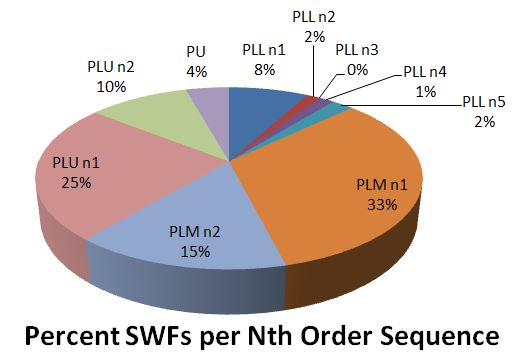 PLL n1
8%
PLL n2
2%
PLL n3
0%
PLL n4
1%
PLL n5
2%
PLM n1
33%
PLM n2
15%
PLU n1
25%
PLU n2
10%
PU
4%
Percent SWFs per Nth Order Sequence